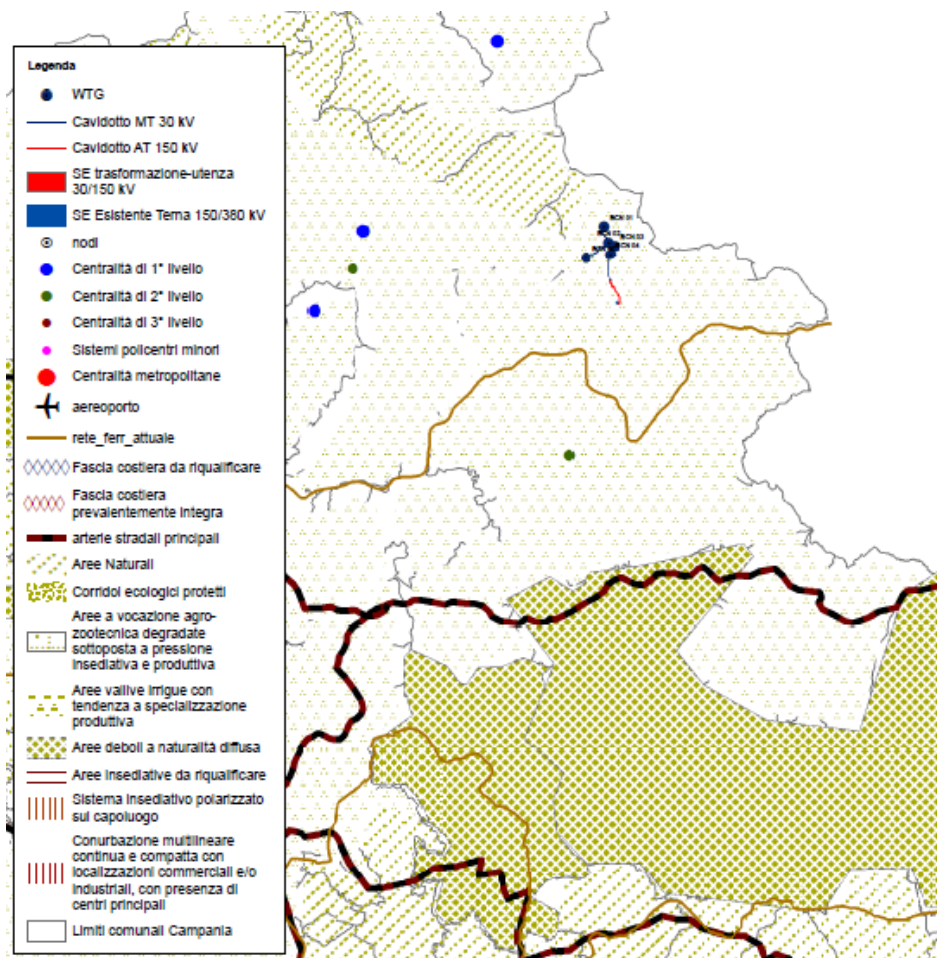 Legenda
WTG
Cavidotto MT 30 kV
Cavidotto AT 150 kV
SE trasformazione-utenza
30/150 kV
SE Esistente Terna 150/380 kV
nodi
Centralità di 1° livello
Centralità di 2° livello
Centralità di 3° livello
Sistemi policentri minori
Centralità metropolitane
aereoporto
rete_ferr_attuale
Fascia costiera da riqualificare
Fascia costiera
prevalentemente integra
arterie stradali principali
Aree Naturali
Corridoi ecologici protetti
Aree a vocazione agro-
zootecnica degradate
sottoposta a pressione
insediativa e produttiva
Aree vallive irrigue con
tendenza a specializzazione
produttiva
Aree deboli a naturalità diffusa
Aree insediative da riqualificare
Sistema insediativo polarizzato
sul capoluogo
Conurbazione multilineare
continua e compatta con
localizzazioni commerciali e/o
industriali, con presenza di
centri principali
Limiti comunali Campania
RCN 01
RCN 03